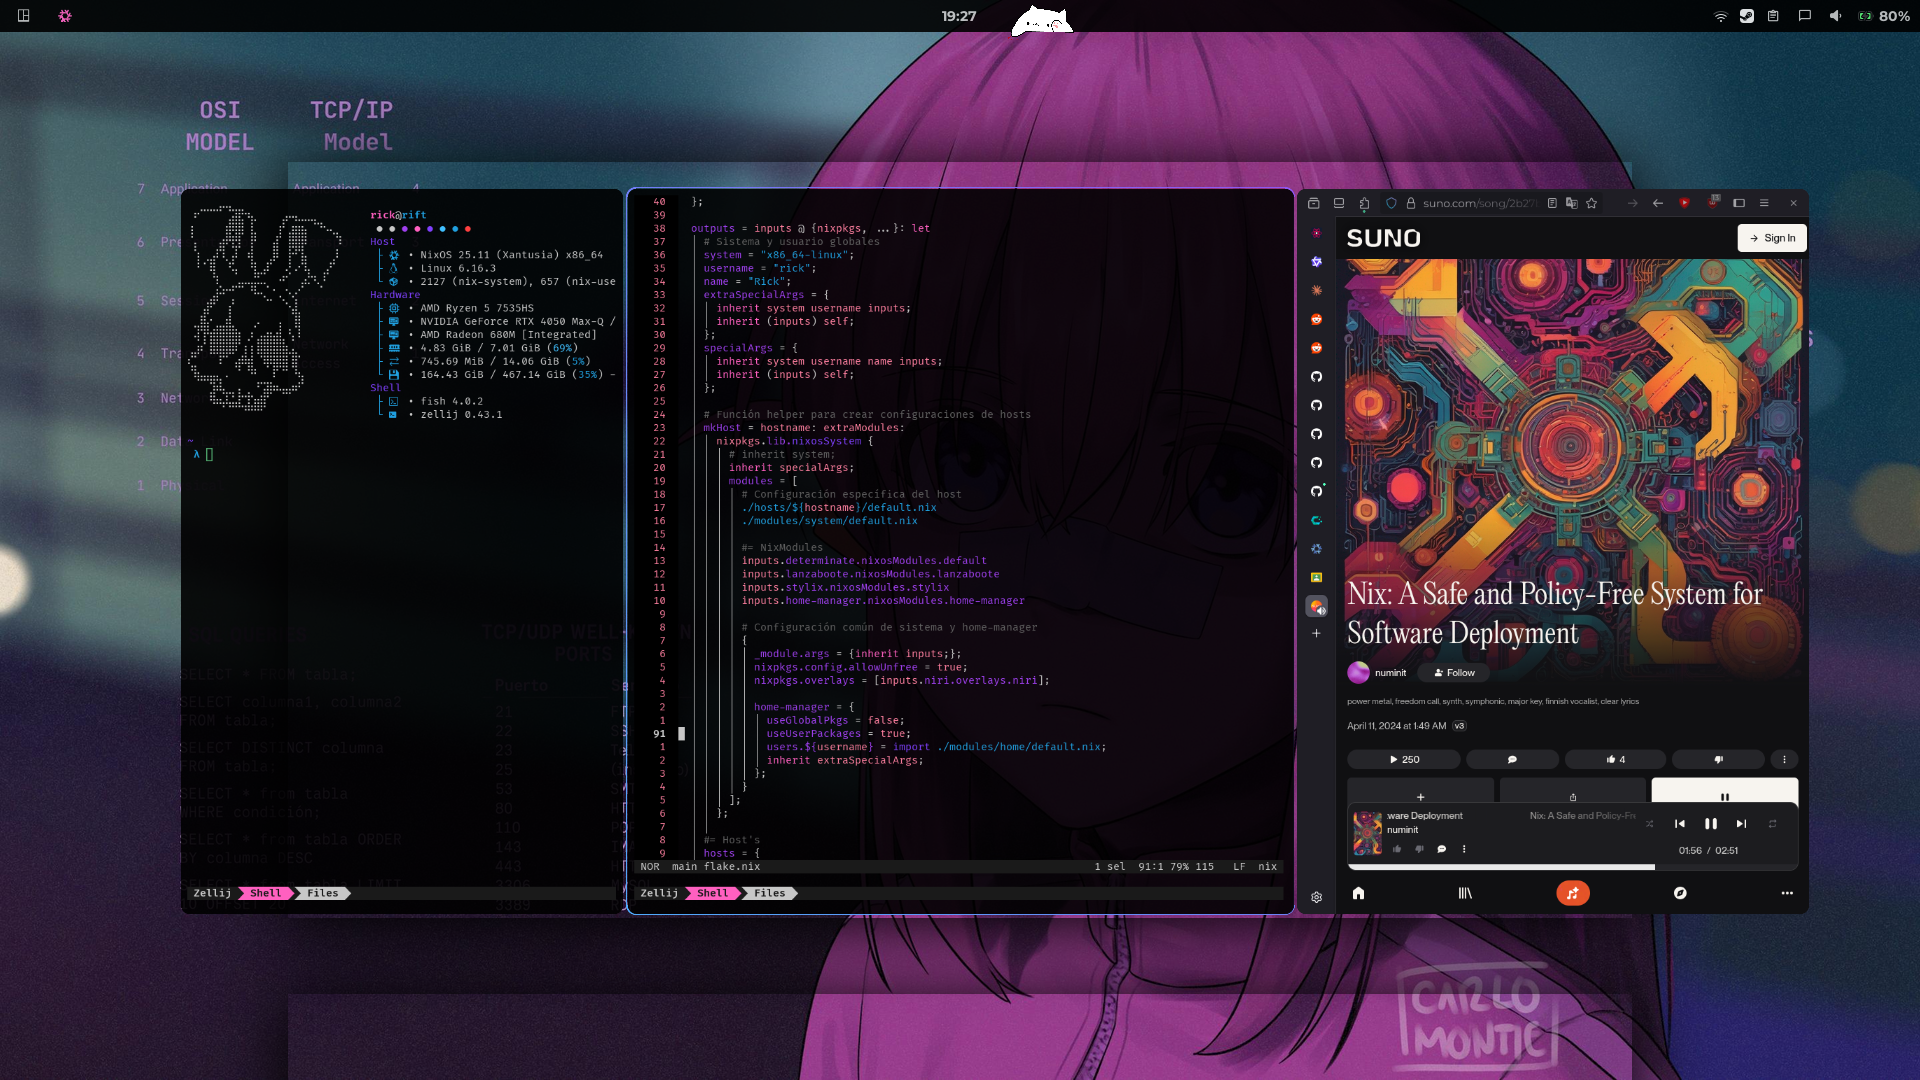 19:27
80%
OSI MODEL
TCP/IP Model
7 Application
Application 4
6
5
4
3
2
1
rick@rift
Host
• NixOS 25.11 (Xantusia) x86_64
• Linux 6.16.3
• 2127 (nix-system), 657 (nix-use
Hardware
• AMD Ryzen 5 7535HS
• NVIDIA GeForce RTX 4050 Max-Q /
• AMD Radeon 680M [Integrated]
• 4.83 GiB / 7.01 GiB (69%)
• 745.69 MiB / 14.06 GiB (5%)
• 164.43 GiB / 467.14 GiB (35%) -
Shell
• fish 4.0.2
• zellij 0.43.1
~
λ
TCP/UDP WELL
PORTS
SELECT * FROM tabla;
SELECT columna1, columna2
FROM tabla;
SELECT DISTINCT columna
FROM tabla;
SELECT * from tabla
WHERE condición;
SELECT * from tabla ORDER
BY columna DESC
Puerto
21
22
23
25
53
80
110
143
443
3389
Zellij Shell Files
40 };
39
38 outputs = inputs @ {nixpkgs, ...}: let
37 # Sistema y usuario globales
36 system = "x86_64-linux";
35 username = "rick";
34 name = "Rick";
33 extraSpecialArgs = {
32 inherit system username inputs;
31 inherit (inputs) self;
30 };
29 specialArgs = {
28 inherit system username name inputs;
27 inherit (inputs) self;
26 };
25
24 # Función helper para crear configuraciones de hosts
23 mkHost = hostname: extraModules:
22 nixpkgs.lib.nixosSystem {
21 # inherit system;
20 inherit specialArgs;
19 modules = [
18 # Configuración específica del host
17 ./hosts/${hostname}/default.nix
16 ./modules/system/default.nix
15
14 #= NixModules
13 inputs.determinate.nixosModules.default
12 inputs.lanzaboote.nixosModules.lanzaboote
11 inputs.stylix.nixosModules.stylix
10 inputs.home-manager.nixosModules.home-manager
9
8 # Configuración común de sistema y home-manager
7 {
6 _module.args = {inherit inputs;};
5 nixpkgs.config.allowUnfree = true;
4 nixpkgs.overlays = [inputs.niri.overlays.niri];
3
2 home-manager = {
1 useGlobalPkgs = false;
91 useUserPackages = true;
1 users.${username} = import ./modules/home/default.nix;
2 inherit extraSpecialArgs;
3 };
4 }
5 ];
6 };
7
8 #= Host's
9 hosts = {
NOR main flake.nix 1 sel 91:1 79% 115 LF nix
Zellij Shell Files
suno.com/song/2b27
SUNO
→ Sign In
Nix: A Safe and Policy-Free System for
Software Deployment
numinit Follow
power metal, freedom call, synth, symphonic, major key, finnish vocalist, clear lyrics
April 11, 2024 at 1:49 AM v3
250
4
ware Deployment Nix: A Safe and Policy-Fre
numinit
01:56 / 02:51
CARLO
MONTIE